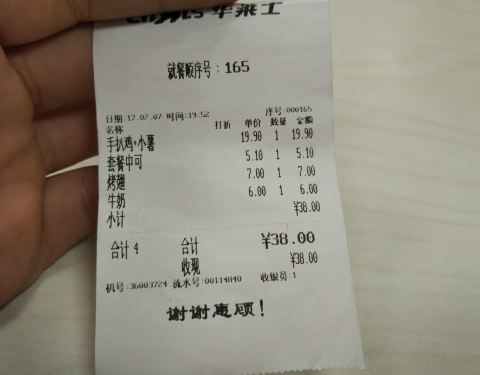 华莱士
就餐顺序号：165
日期:17.07.07 时间:19:52 序号:000165
名称 打折 单价 数量 金额
手扒鸡+小薯 19.90 1 19.90
套餐中可 5.10 1 5.10
烤翅 7.00 1 7.00
牛奶 6.00 1 6.00
小计 ¥38.00
合计 4 合计 ¥38.00
收现 ¥38.00
机号:36003724 流水号:00114840 收银员:1
谢谢惠顾！